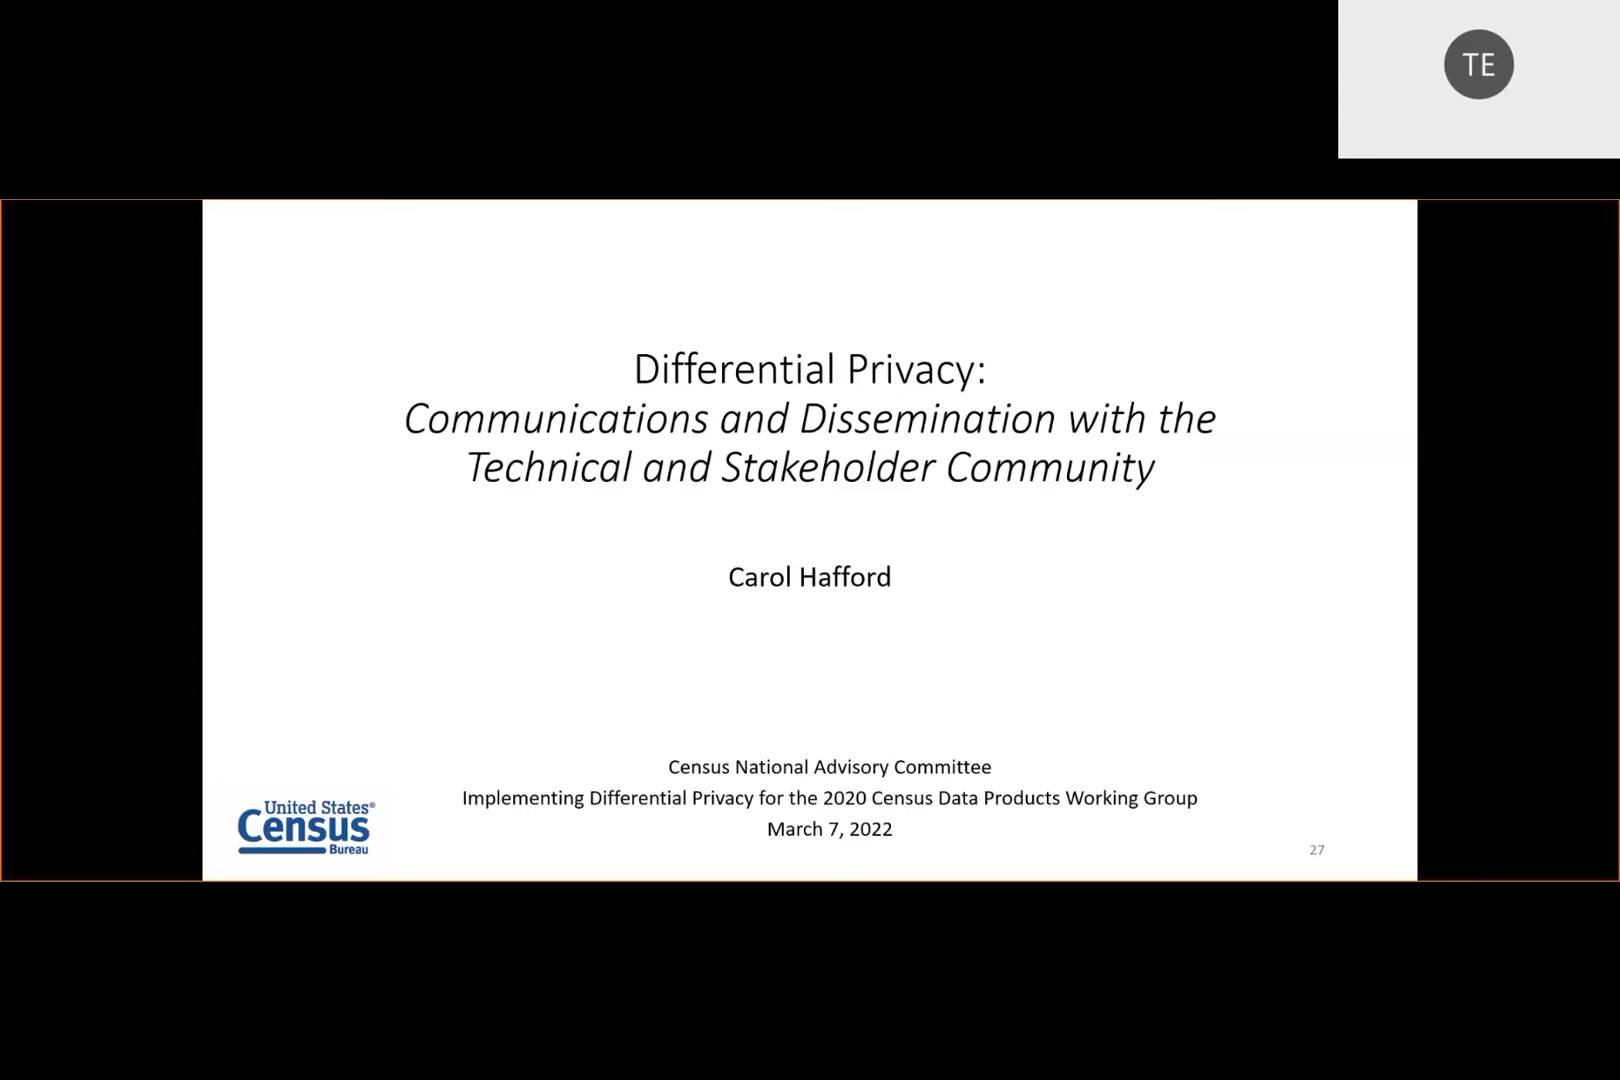 TE
Differential Privacy:
Communications and Dissemination with the
Technical and Stakeholder Community
Carol Hafford
Census National Advisory Committee
Implementing Differential Privacy for the 2020 Census Data Products Working Group
March 7, 2022
United States®
Census
Bureau
27